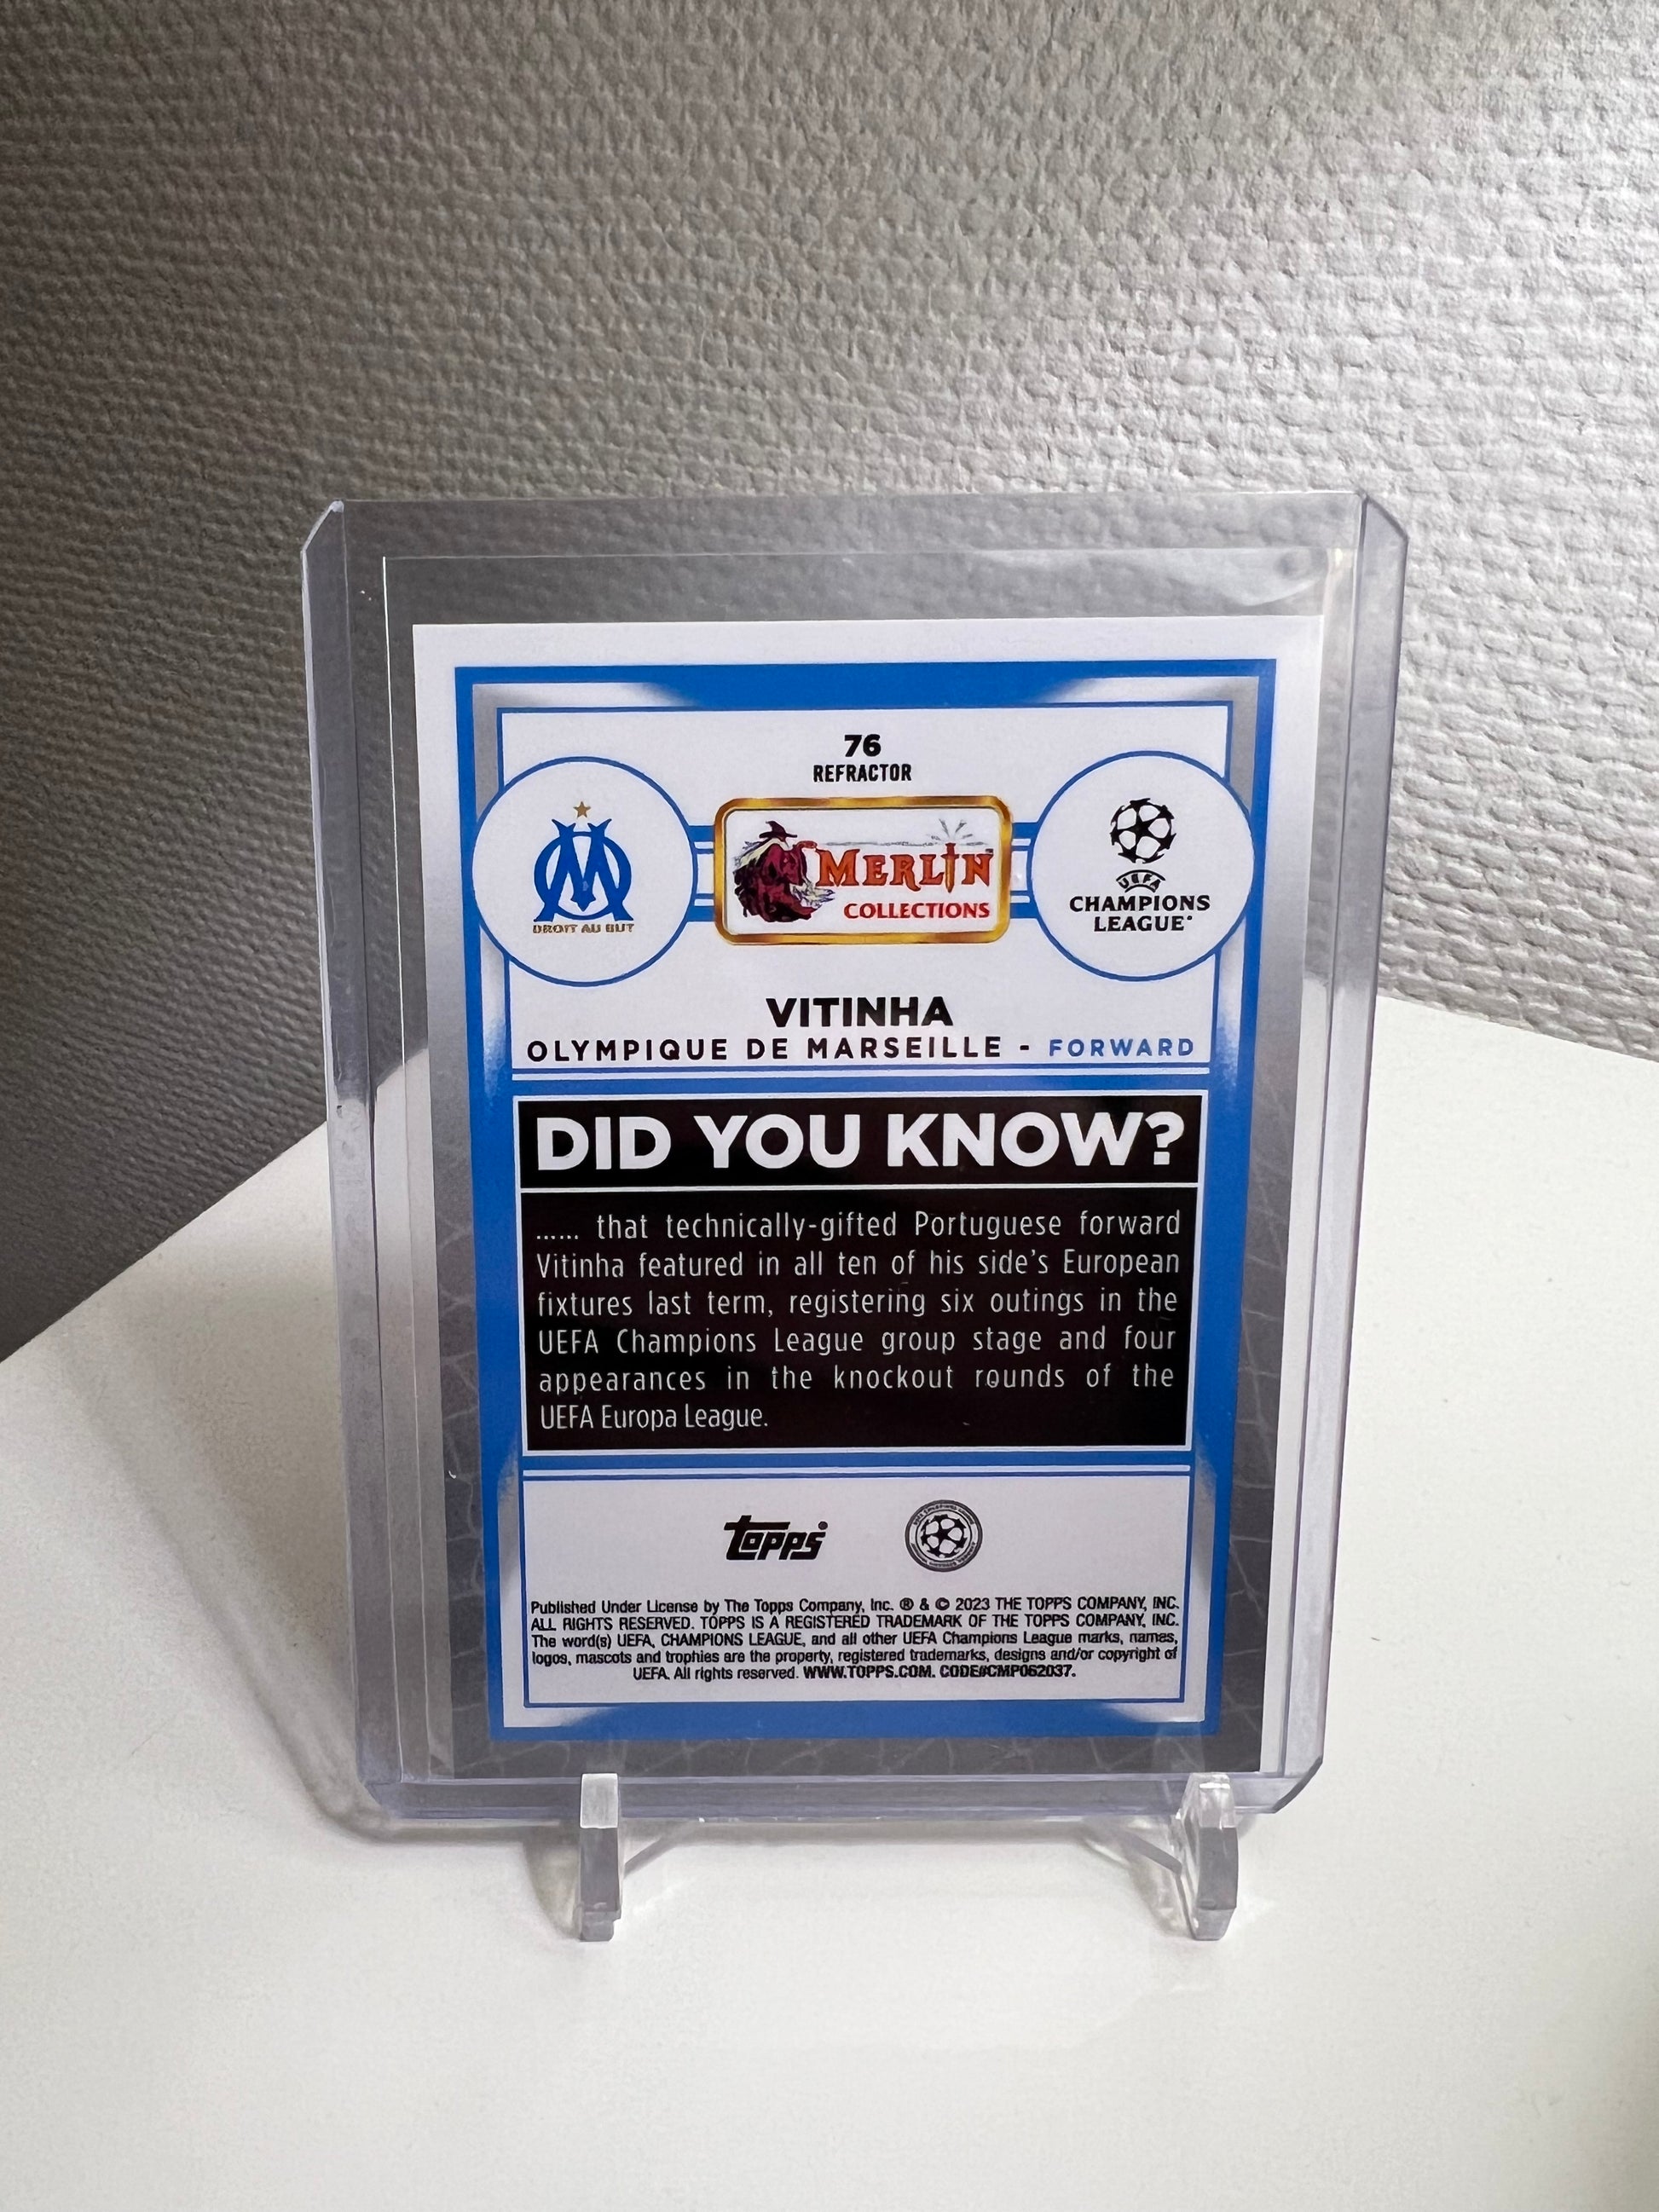 76
REFRACTOR
DROIT AU BUT
MERLIN
COLLECTIONS
UEFA
CHAMPIONS
LEAGUE®
VITINHA
OLYMPIQUE DE MARSEILLE - FORWARD
DID YOU KNOW?
...... that technically-gifted Portuguese forward
Vitinha featured in all ten of his side's European
fixtures last term, registering six outings in the
UEFA Champions League group stage and four
appearances in the knockout rounds of the
UEFA Europa League.
topps®
Published Under License by The Topps Company, Inc. ® & © 2023 THE TOPPS COMPANY, INC.
ALL RIGHTS RESERVED. TOPPS IS A REGISTERED TRADEMARK OF THE TOPPS COMPANY, INC.
The word(s) UEFA, CHAMPIONS LEAGUE, and all other UEFA Champions League marks, names,
logos, mascots and trophies are the property, registered trademarks, designs and/or copyright of
UEFA. All rights reserved. WWW.TOPPS.COM. CODE#CMP062037.